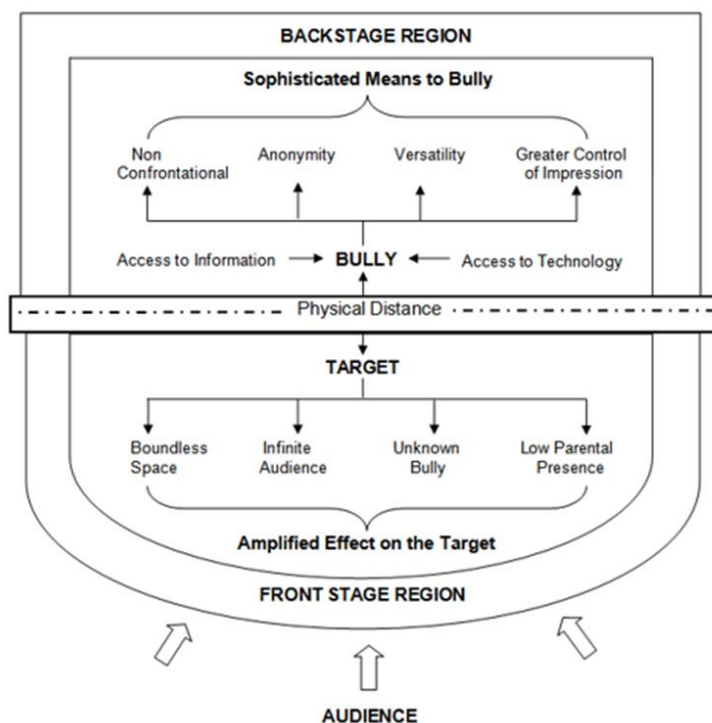 BACKSTAGE REGION
Sophisticated Means to Bully
Non
Confrontational
Anonymity
Versatility
Greater Control
of Impression
Access to Information
BULLY
Access to Technology
Physical Distance
TARGET
Boundless
Space
Infinite
Audience
Unknown
Bully
Low Parental
Presence
Amplified Effect on the Target
FRONT STAGE REGION
AUDIENCE